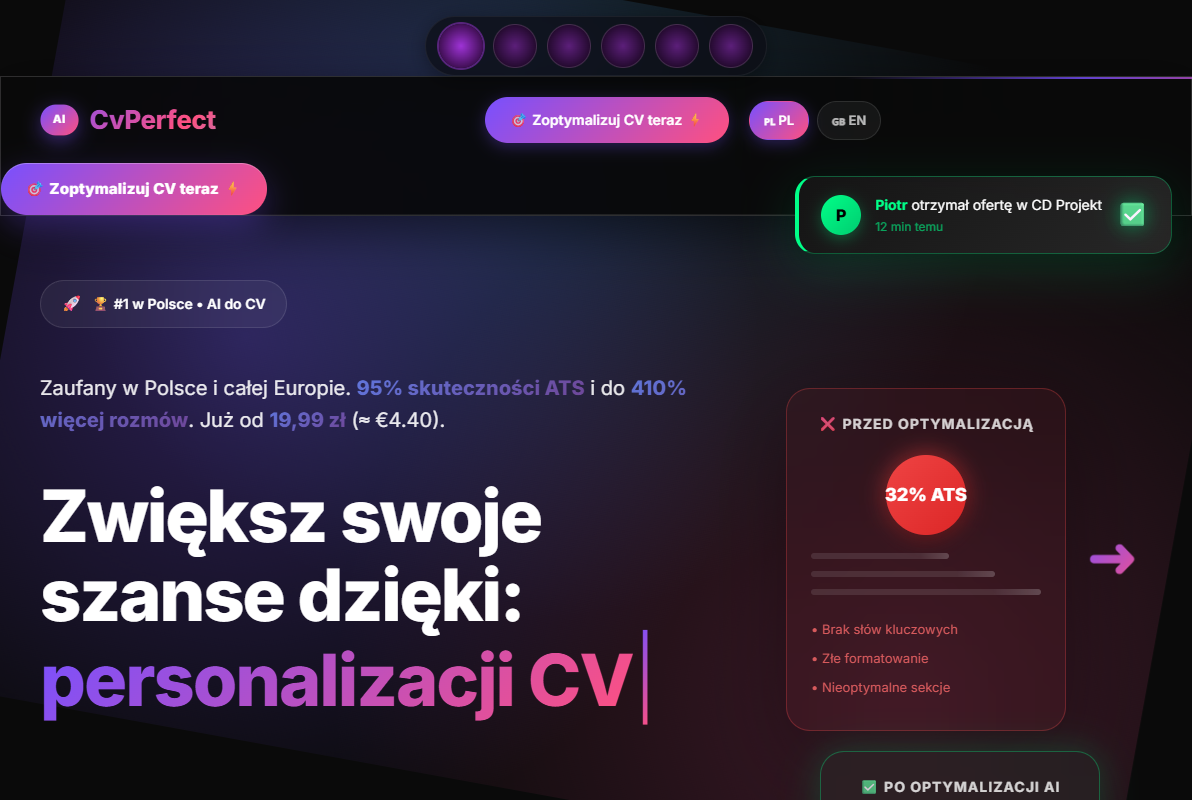 AI CvPerfect
🎯 Zoptymalizuj CV teraz
PL PL
GB EN
🎯 Zoptymalizuj CV teraz
P
Piotr otrzymał ofertę w CD Projekt
12 min temu
🚀 🏆 #1 w Polsce • AI do CV
Zaufany w Polsce i całej Europie. 95% skuteczności ATS i do 410%
więcej rozmów. Już od 19,99 zł (≈ €4.40).
Zwiększ swoje
szanse dzięki:
personalizacji CV
❌ PRZED OPTYMALIZACJĄ
32% ATS
• Brak słów kluczowych
• Złe formatowanie
• Nieoptymalne sekcje
✅ PO OPTYMALIZACJI AI